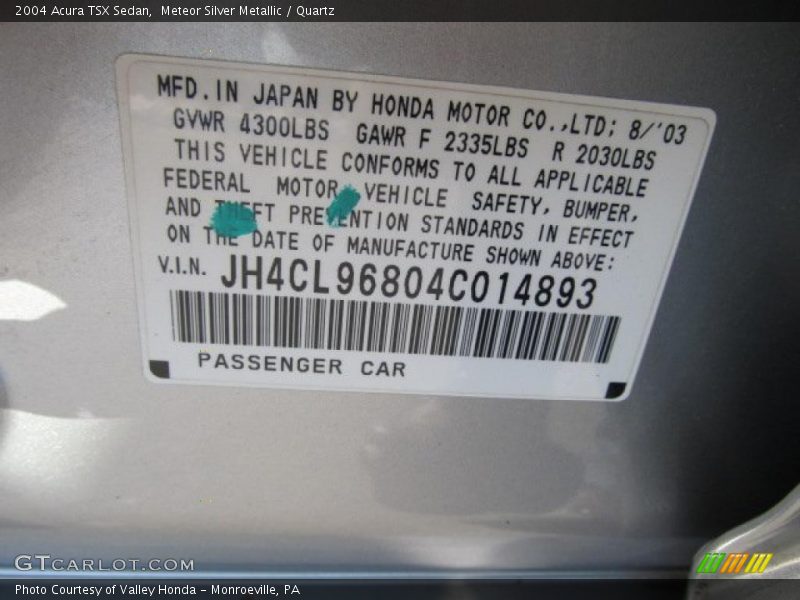 2004 Acura TSX Sedan,  Meteor Silver Metallic / Quartz
MFD.IN JAPAN BY HONDA MOTOR CO.,LTD; 8/'03
GVWR 4300LBS  GAWR F 2335LBS  R 2030LBS
THIS VEHICLE CONFORMS TO ALL APPLICABLE
FEDERAL MOTOR VEHICLE SAFETY, BUMPER,
AND THEFT PREVENTION STANDARDS IN EFFECT
ON THE DATE OF MANUFACTURE SHOWN ABOVE:
V.I.N. JH4CL96804C014893
PASSENGER CAR
GTCARLOT.COM
Photo Courtesy of Valley Honda - Monroeville, PA